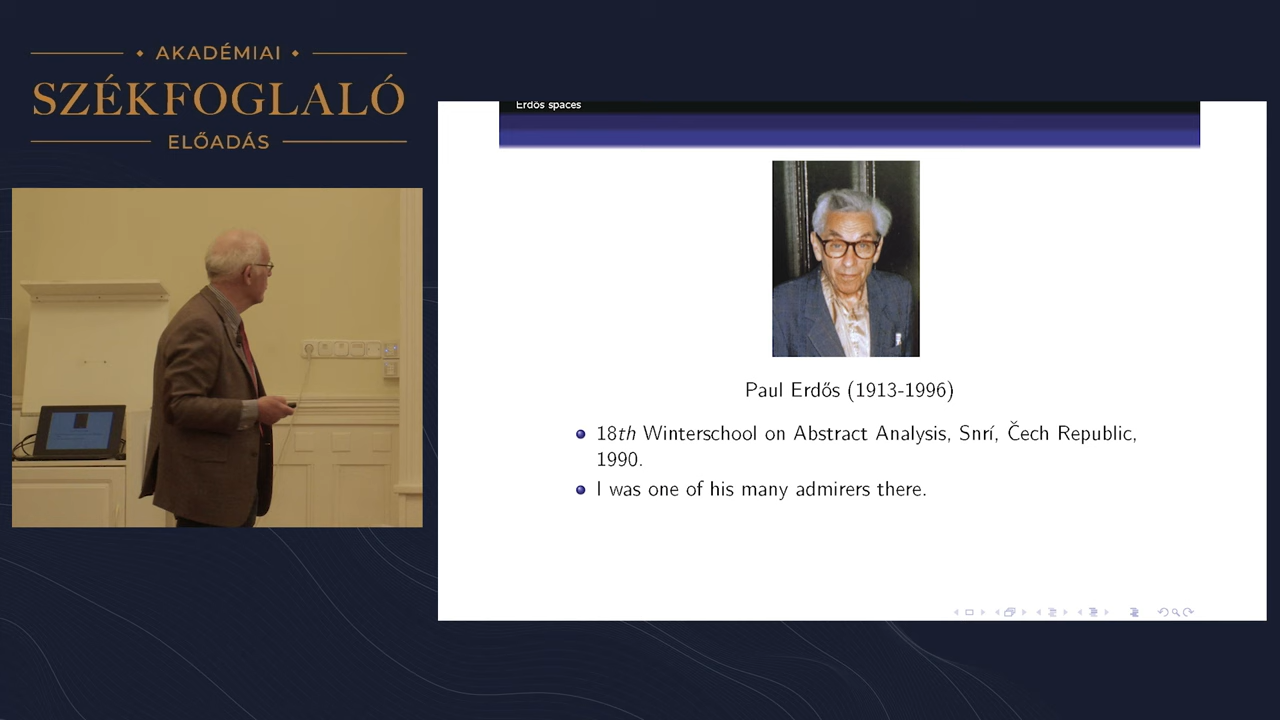 AKADÉMIAI
SZÉKFOGLALÓ
ELŐADÁS
Erdős spaces
Paul Erdős (1913-1996)
18th Winterschool on Abstract Analysis, Snrí, Čech Republic,
1990.
I was one of his many admirers there.